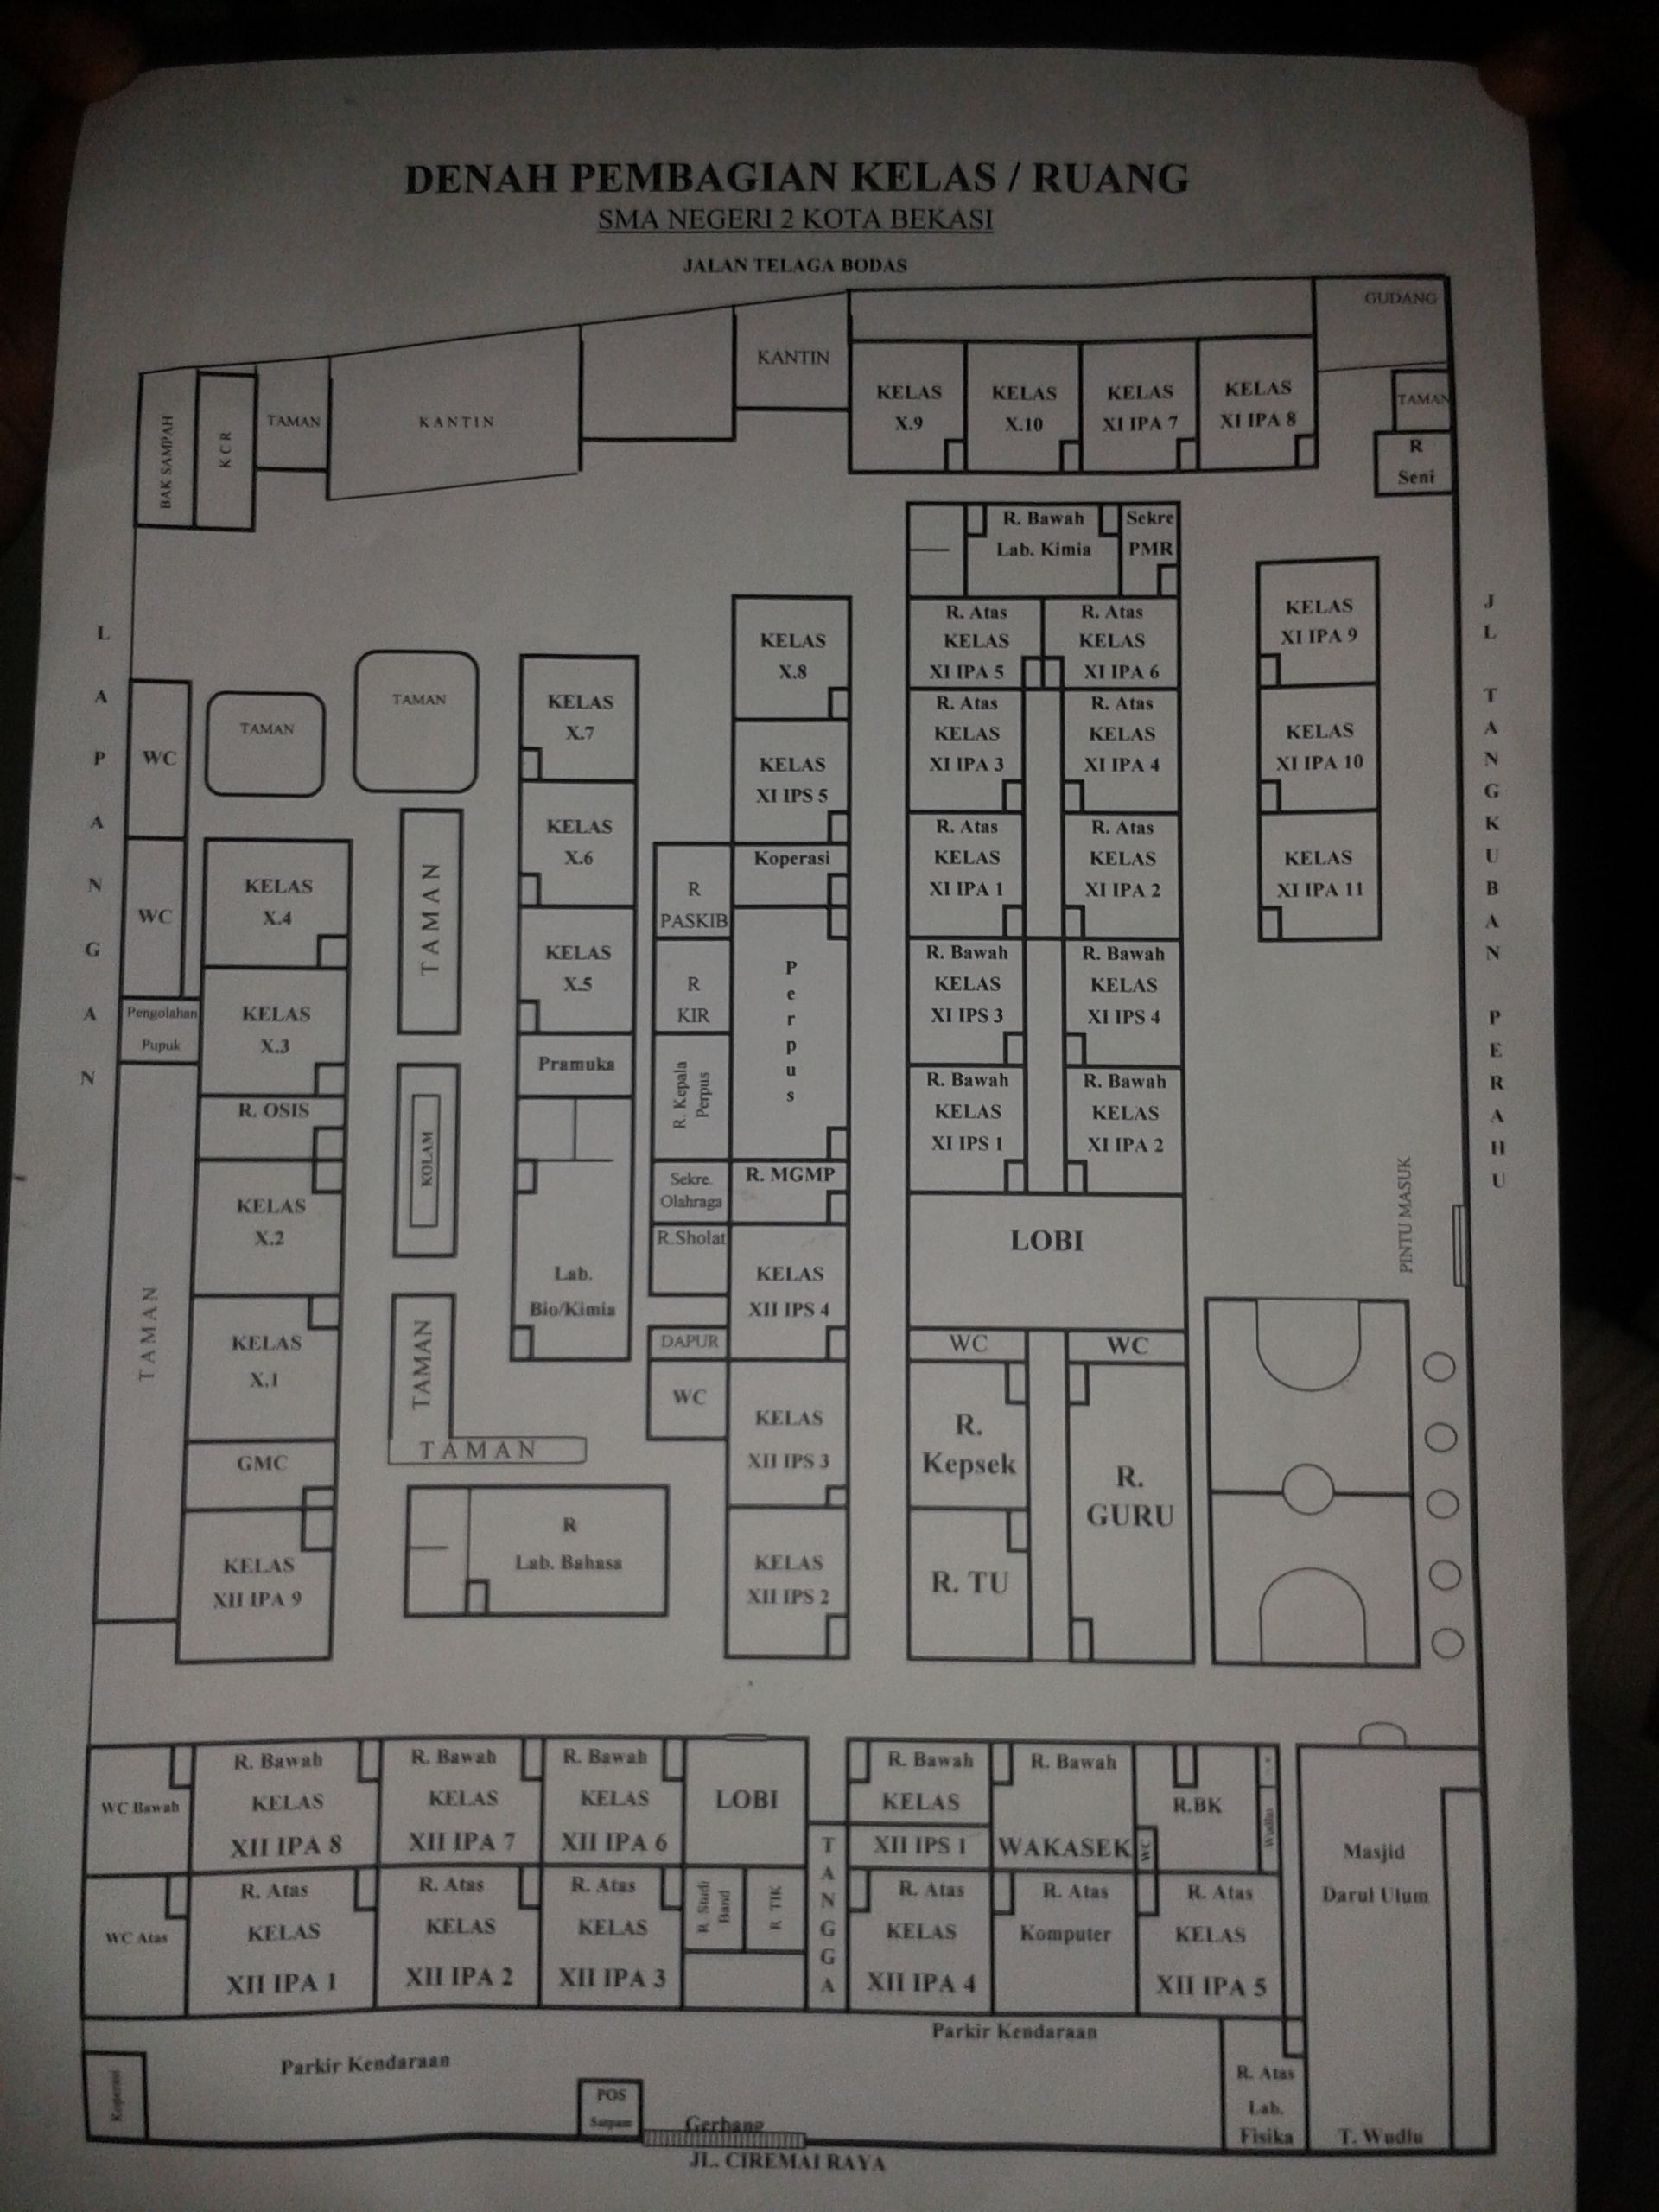 DENAH PEMBAGIAN KELAS / RUANG
SMA NEGERI 2 KOTA BEKASI
JALAN TELAGA BODAS
GUDANG
KANTIN
BAK SAMPAH
KCR
TAMAN
KANTIN
KELAS
X.9
KELAS
X.10
KELAS
XI IPA 7
KELAS
XI IPA 8
TAMAN
R
Seni
R. Bawah
Lab. Kimia
Sekre
PMR
LAPANGAN
JL TANGKUBAN PERAHU
WC
TAMAN
TAMAN
KELAS
X.7
KELAS
X.8
R. Atas
KELAS
XI IPA 5
R. Atas
KELAS
XI IPA 6
KELAS
XI IPA 9
KELAS
XI IPS 5
R. Atas
KELAS
XI IPA 3
R. Atas
KELAS
XI IPA 4
KELAS
XI IPA 10
WC
KELAS
X.4
TAMAN
KELAS
X.6
R
PASKIB
Koperasi
R. Atas
KELAS
XI IPA 1
R. Atas
KELAS
XI IPA 2
KELAS
XI IPA 11
Pengolahan
Pupuk
KELAS
X.3
KELAS
X.5
R
KIR
Perpus
R. Bawah
KELAS
XI IPS 3
R. Bawah
KELAS
XI IPS 4
R. OSIS
KOLAM
Pramuka
R. Kepala
Perpus
R. Bawah
KELAS
XI IPS 1
R. Bawah
KELAS
XI IPA 2
KELAS
X.2
Sekre.
Olahraga
R. MGMP
PINTU MASUK
TAMAN
Lab.
Bio/Kimia
R.Sholat
KELAS
XII IPS 4
LOBI
KELAS
X.1
TAMAN
DAPUR
WC
WC
WC
KELAS
XII IPS 3
R.
Kepsek
R.
GURU
GMC
TAMAN
KELAS
XII IPA 9
R
Lab. Bahasa
KELAS
XII IPS 2
R. TU
WC Bawah
R. Bawah
KELAS
XII IPA 8
R. Bawah
KELAS
XII IPA 7
R. Bawah
KELAS
XII IPA 6
LOBI
TANGGA
R. Bawah
KELAS
XII IPS 1
R. Bawah
WAKASEK
WC
R.BK
Wudlu
Masjid
Darul Ulum
WC Atas
R. Atas
KELAS
XII IPA 1
R. Atas
KELAS
XII IPA 2
R. Atas
KELAS
XII IPA 3
R. Studi
Band
R TIK
R. Atas
KELAS
XII IPA 4
R. Atas
Komputer
R. Atas
KELAS
XII IPA 5
Koperasi
Parkir Kendaraan
Parkir Kendaraan
POS
Satpam
Gerbang
R. Atas
Lab.
Fisika
T. Wudlu
JL. CIREMAI RAYA